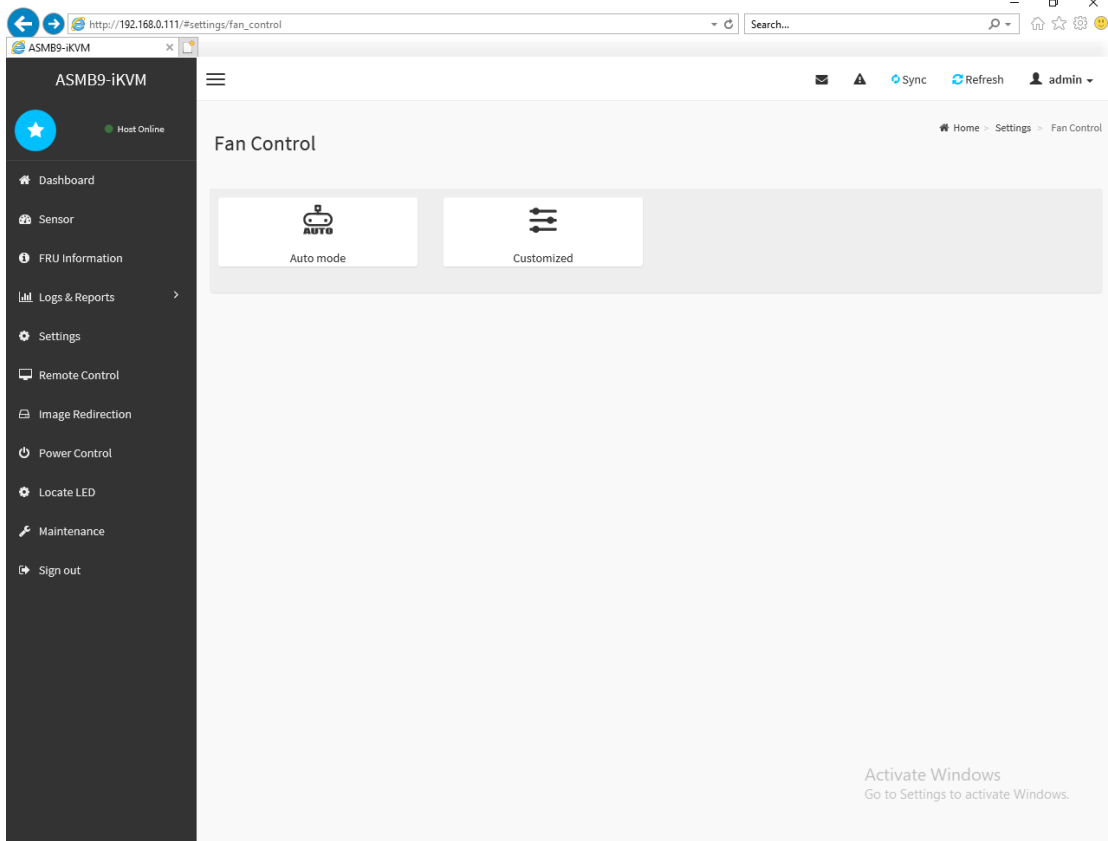 http://192.168.0.111/#settings/fan_control
Search...
ASMB9-iKVM
ASMB9-iKVM
Sync
Refresh
admin
Host Online
Home > Settings > Fan Control
Fan Control
Dashboard
Sensor
FRU Information
Logs & Reports
Settings
Remote Control
Image Redirection
Power Control
Locate LED
Maintenance
Sign out
AUTO
Auto mode
Customized
Activate Windows
Go to Settings to activate Windows.